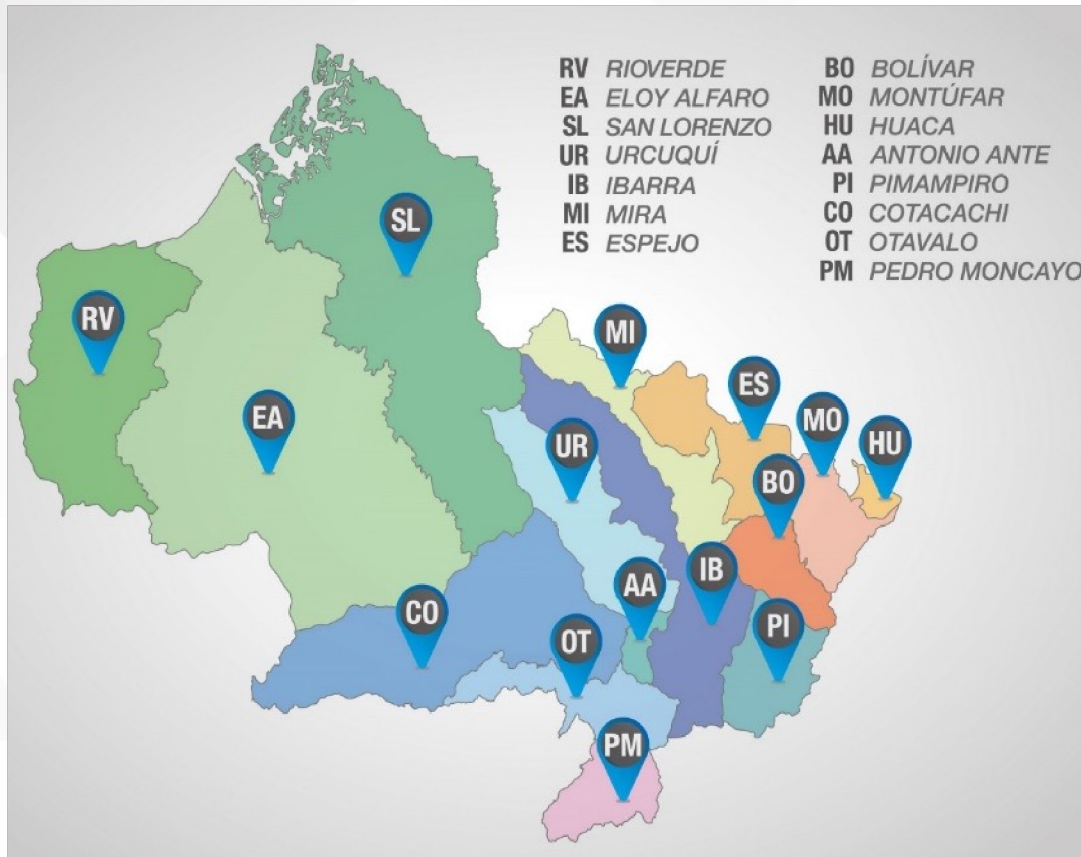 RV RIOVERDE
EA ELOY ALFARO
SL SAN LORENZO
UR URCUQUÍ
IB IBARRA
MI MIRA
ES ESPEJO
BO BOLÍVAR
MO MONTÚFAR
HU HUACA
AA ANTONIO ANTE
PI PIMAMPIRO
CO COTACACHI
OT OTAVALO
PM PEDRO MONCAYO
SL
RV
MI
EA
ES
UR
MO
HU
BO
AA
IB
CO
OT
PI
PM